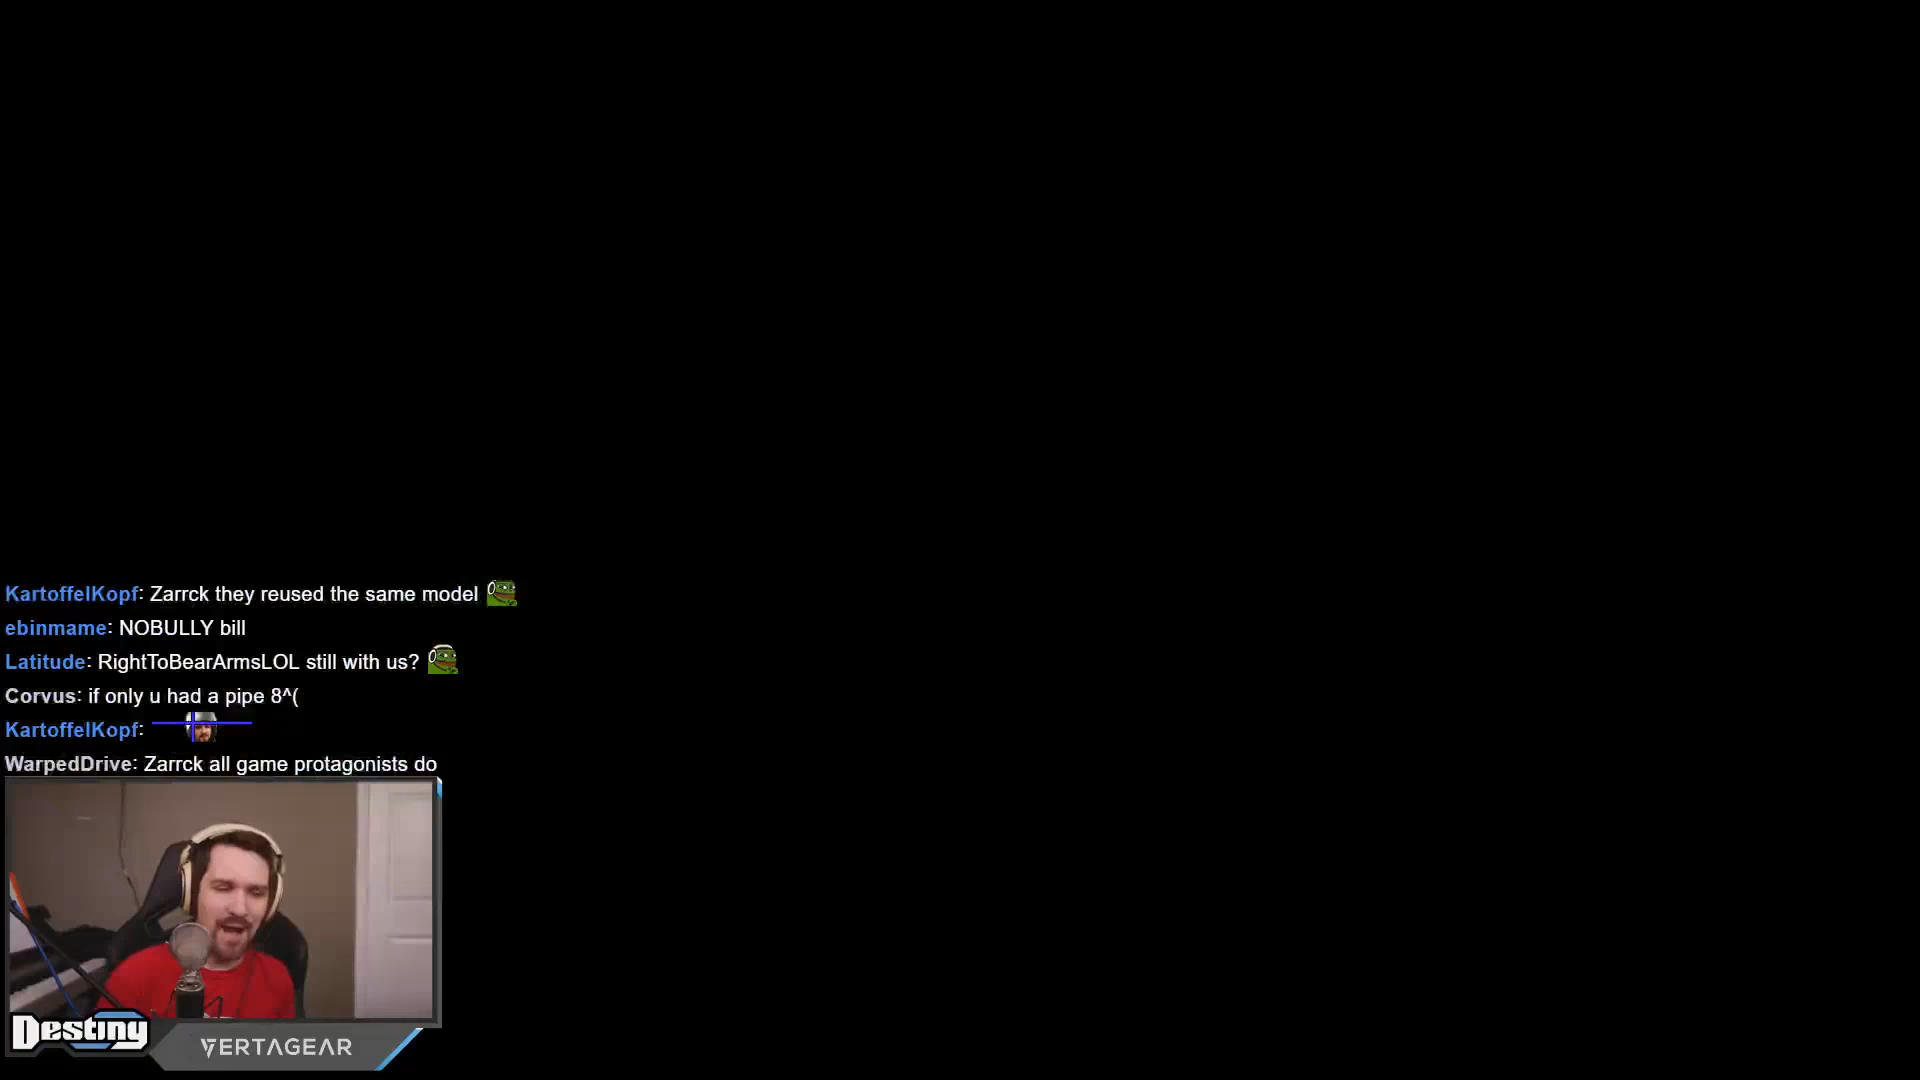 KartoffelKopf: Zarrck they reused the same model
ebinmame: NOBULLY bill
Latitude: RightToBearArmsLOL still with us?
Corvus: if only u had a pipe 8^(
KartoffelKopf:
WarpedDrive: Zarrck all game protagonists do
Destiny
VERTAGEAR